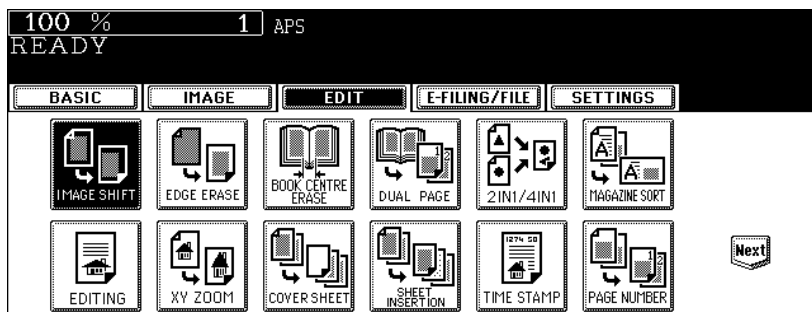 100 % 1 APS
READY
BASIC IMAGE EDIT E-FILING/FILE SETTINGS
IMAGE SHIFT EDGE ERASE BOOK CENTRE ERASE DUAL PAGE 2IN1/4IN1 MAGAZINE SORT
EDITING XY ZOOM COVER SHEET SHEET INSERTION TIME STAMP PAGE NUMBER Next